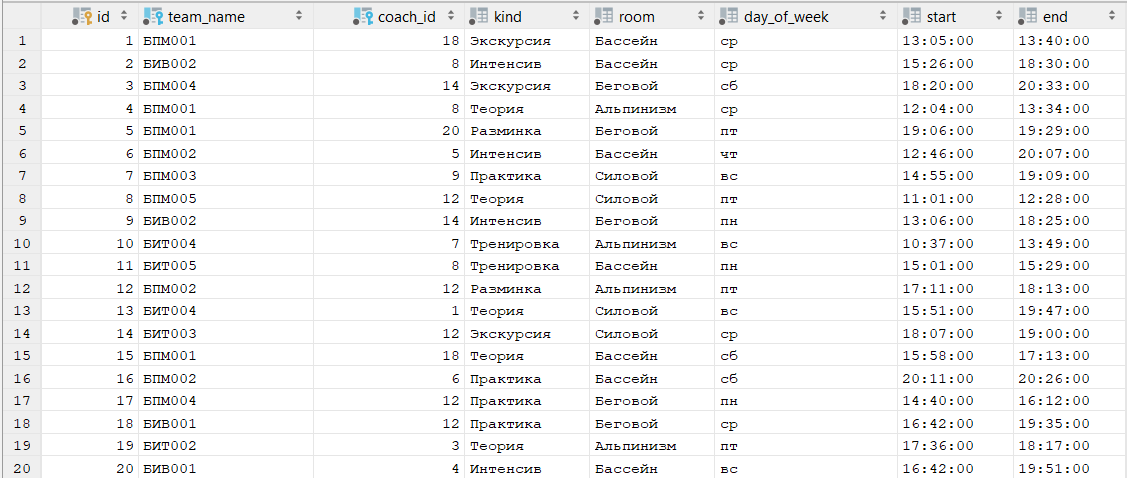 id team_name coach_id kind room day_of_week start end
1 1 БПМ001 18 Экскурсия Бассейн ср 13:05:00 13:40:00
2 2 БИВ002 8 Интенсив Бассейн ср 15:26:00 18:30:00
3 3 БПМ004 14 Экскурсия Беговой сб 18:20:00 20:33:00
4 4 БПМ001 8 Теория Альпинизм ср 12:04:00 13:34:00
5 5 БПМ001 20 Разминка Беговой пт 19:06:00 19:29:00
6 6 БПМ002 5 Интенсив Бассейн чт 12:46:00 20:07:00
7 7 БПМ003 9 Практика Силовой вс 14:55:00 19:09:00
8 8 БПМ005 12 Теория Силовой пт 11:01:00 12:28:00
9 9 БИВ002 14 Интенсив Беговой пн 13:06:00 18:25:00
10 10 БИТ004 7 Тренировка Альпинизм вс 10:37:00 13:49:00
11 11 БИТ005 8 Тренировка Бассейн пн 15:01:00 15:29:00
12 12 БПМ002 12 Разминка Альпинизм пт 17:11:00 18:13:00
13 13 БИТ004 1 Теория Силовой вс 15:51:00 19:47:00
14 14 БИТ003 12 Экскурсия Силовой ср 18:07:00 19:00:00
15 15 БПМ001 18 Теория Бассейн сб 15:58:00 17:13:00
16 16 БПМ002 6 Практика Бассейн сб 20:11:00 20:26:00
17 17 БПМ004 12 Практика Беговой пн 14:40:00 16:12:00
18 18 БИВ001 12 Практика Беговой ср 16:42:00 19:35:00
19 19 БИТ002 3 Теория Альпинизм пт 17:36:00 18:17:00
20 20 БИВ001 4 Интенсив Бассейн вс 16:42:00 19:51:00